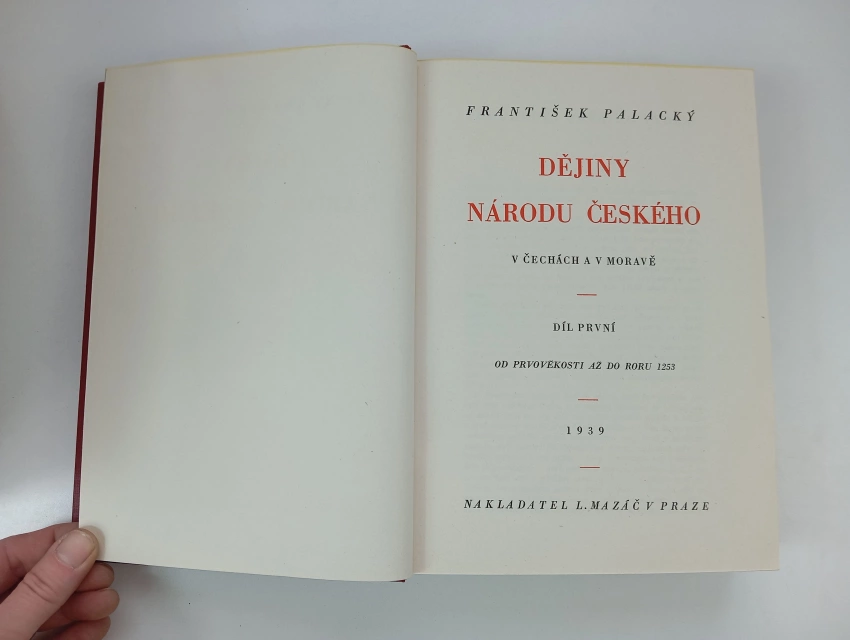 FRANTIŠEK PALACKÝ
DĚJINY
NÁRODU ČESKÉHO
V ČECHÁCH A V MORAVĚ
DÍL PRVNÍ
OD PRVOVĚKOSTI AŽ DO ROKU 1253
1939
NAKLADATEL L. MAZÁČ V PRAZE